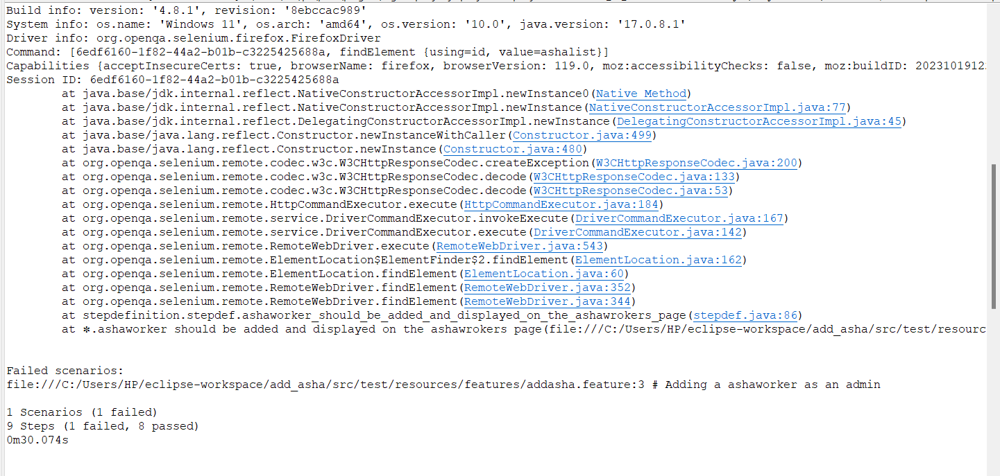 Build info: version: '4.8.1', revision: '8ebccac989'
System info: os.name: 'Windows 11', os.arch: 'amd64', os.version: '10.0', java.version: '17.0.8.1'
Driver info: org.openqa.selenium.firefox.FirefoxDriver
Command: [6edf6160-1f82-44a2-b01b-c3225425688a, findElement {using=id, value=ashalist}]
Capabilities {acceptInsecureCerts: true, browserName: firefox, browserVersion: 119.0, moz:accessibilityChecks: false, moz:buildID: 2023101912
Session ID: 6edf6160-1f82-44a2-b01b-c3225425688a
at java.base/jdk.internal.reflect.NativeConstructorAccessorImpl.newInstance0(Native Method)
at java.base/jdk.internal.reflect.NativeConstructorAccessorImpl.newInstance(NativeConstructorAccessorImpl.java:77)
at java.base/jdk.internal.reflect.DelegatingConstructorAccessorImpl.newInstance(DelegatingConstructorAccessorImpl.java:45)
at java.base/java.lang.reflect.Constructor.newInstanceWithCaller(Constructor.java:499)
at java.base/java.lang.reflect.Constructor.newInstance(Constructor.java:480)
at org.openqa.selenium.remote.codec.w3c.W3CHttpResponseCodec.createException(W3CHttpResponseCodec.java:200)
at org.openqa.selenium.remote.codec.w3c.W3CHttpResponseCodec.decode(W3CHttpResponseCodec.java:133)
at org.openqa.selenium.remote.codec.w3c.W3CHttpResponseCodec.decode(W3CHttpResponseCodec.java:53)
at org.openqa.selenium.remote.HttpCommandExecutor.execute(HttpCommandExecutor.java:184)
at org.openqa.selenium.remote.service.DriverCommandExecutor.invokeExecute(DriverCommandExecutor.java:167)
at org.openqa.selenium.remote.service.DriverCommandExecutor.execute(DriverCommandExecutor.java:142)
at org.openqa.selenium.remote.RemoteWebDriver.execute(RemoteWebDriver.java:543)
at org.openqa.selenium.remote.ElementLocation$ElementFinder$2.findElement(ElementLocation.java:162)
at org.openqa.selenium.remote.ElementLocation.findElement(ElementLocation.java:60)
at org.openqa.selenium.remote.RemoteWebDriver.findElement(RemoteWebDriver.java:352)
at org.openqa.selenium.remote.RemoteWebDriver.findElement(RemoteWebDriver.java:344)
at stepdefinition.stepdef.ashaworker_should_be_added_and_displayed_on_the_ashawrokers_page(stepdef.java:86)
at *.ashaworker should be added and displayed on the ashawrokers page(file:///C:/Users/HP/eclipse-workspace/add_asha/src/test/resourc
Failed scenarios:
file:///C:/Users/HP/eclipse-workspace/add_asha/src/test/resources/features/addasha.feature:3 # Adding a ashaworker as an admin
1 Scenarios (1 failed)
9 Steps (1 failed, 8 passed)
0m30.074s